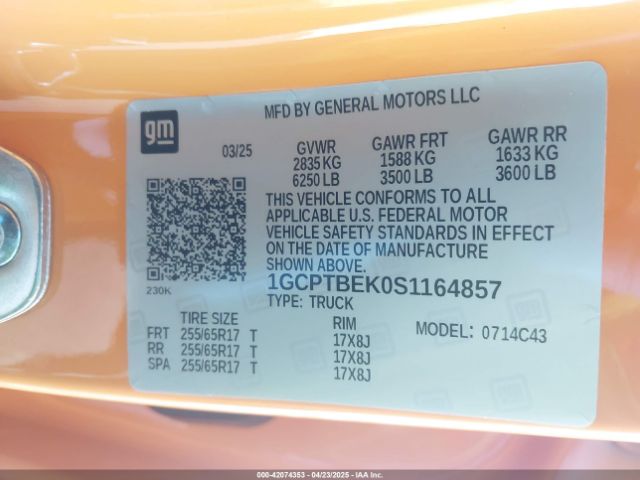 MFD BY GENERAL MOTORS LLC
gm
03/25 GVWR GAWR FRT GAWR RR
2835 KG 1588 KG 1633 KG
6250 LB 3500 LB 3600 LB
THIS VEHICLE CONFORMS TO ALL
APPLICABLE U.S. FEDERAL MOTOR
VEHICLE SAFETY STANDARDS IN EFFECT
ON THE DATE OF MANUFACTURE
SHOWN ABOVE.
230K
1GCPTBEK0S1164857
TYPE: TRUCK
TIRE SIZE RIM MODEL: 0714C43
FRT 255/65R17 T 17X8J
RR 255/65R17 T 17X8J
SPA 255/65R17 T 17X8J
000-42074353 - 04/23/2025 - www.iaai.com